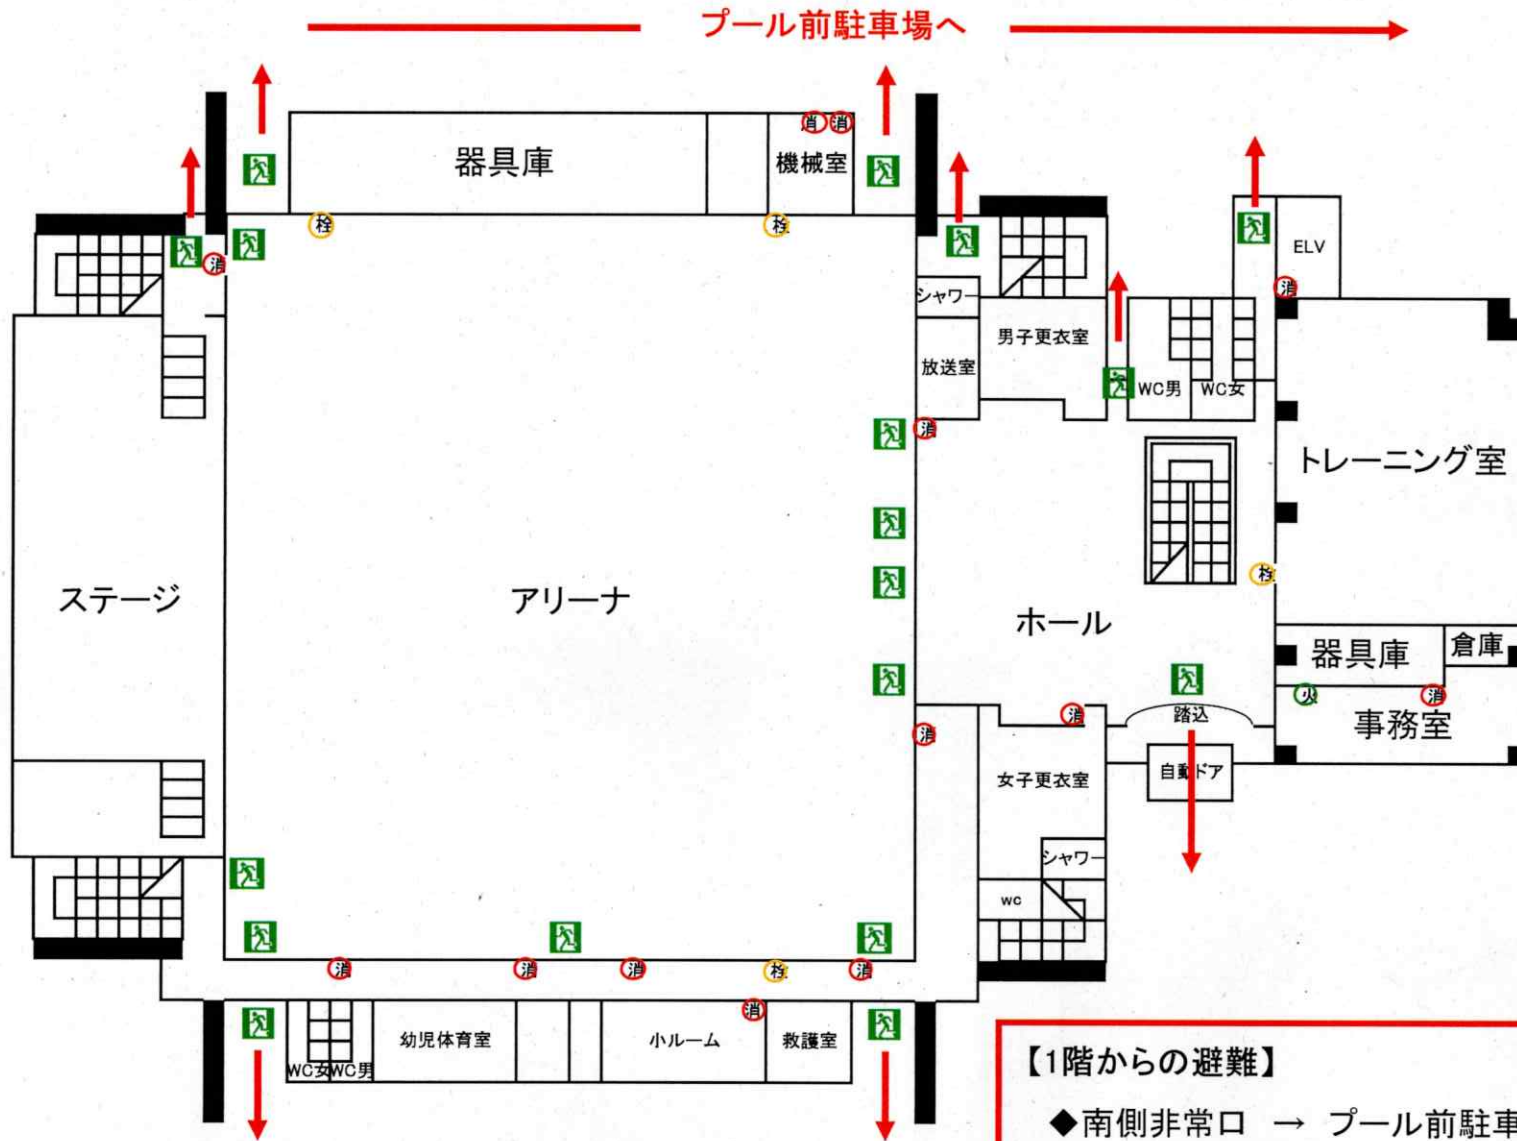 プール前駐車場へ
消 消
器具庫
機械室
栓
栓
消
ELV
消
シャワー
男子更衣室
放送室
WC男
WC女
消
トレーニング室
栓
ステージ
アリーナ
ホール
器具庫
倉庫
火
消
事務室
消
踏込
消
女子更衣室
自動ドア
シャワー
wc
消
消
消
栓
消
消
WC女
WC男
幼児体育室
小ルーム
救護室
【1階からの避難】
◆南側非常口 → プール前駐車